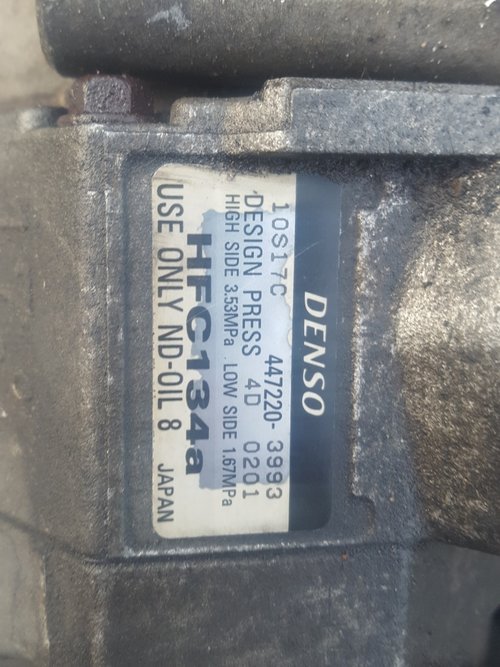 DENSO
10S17C 447220-3993
DESIGN PRESS 4D 0201
HIGH SIDE 3.53MPa LOW SIDE 1.67MPa
HFC134a
USE ONLY ND-OIL 8 JAPAN